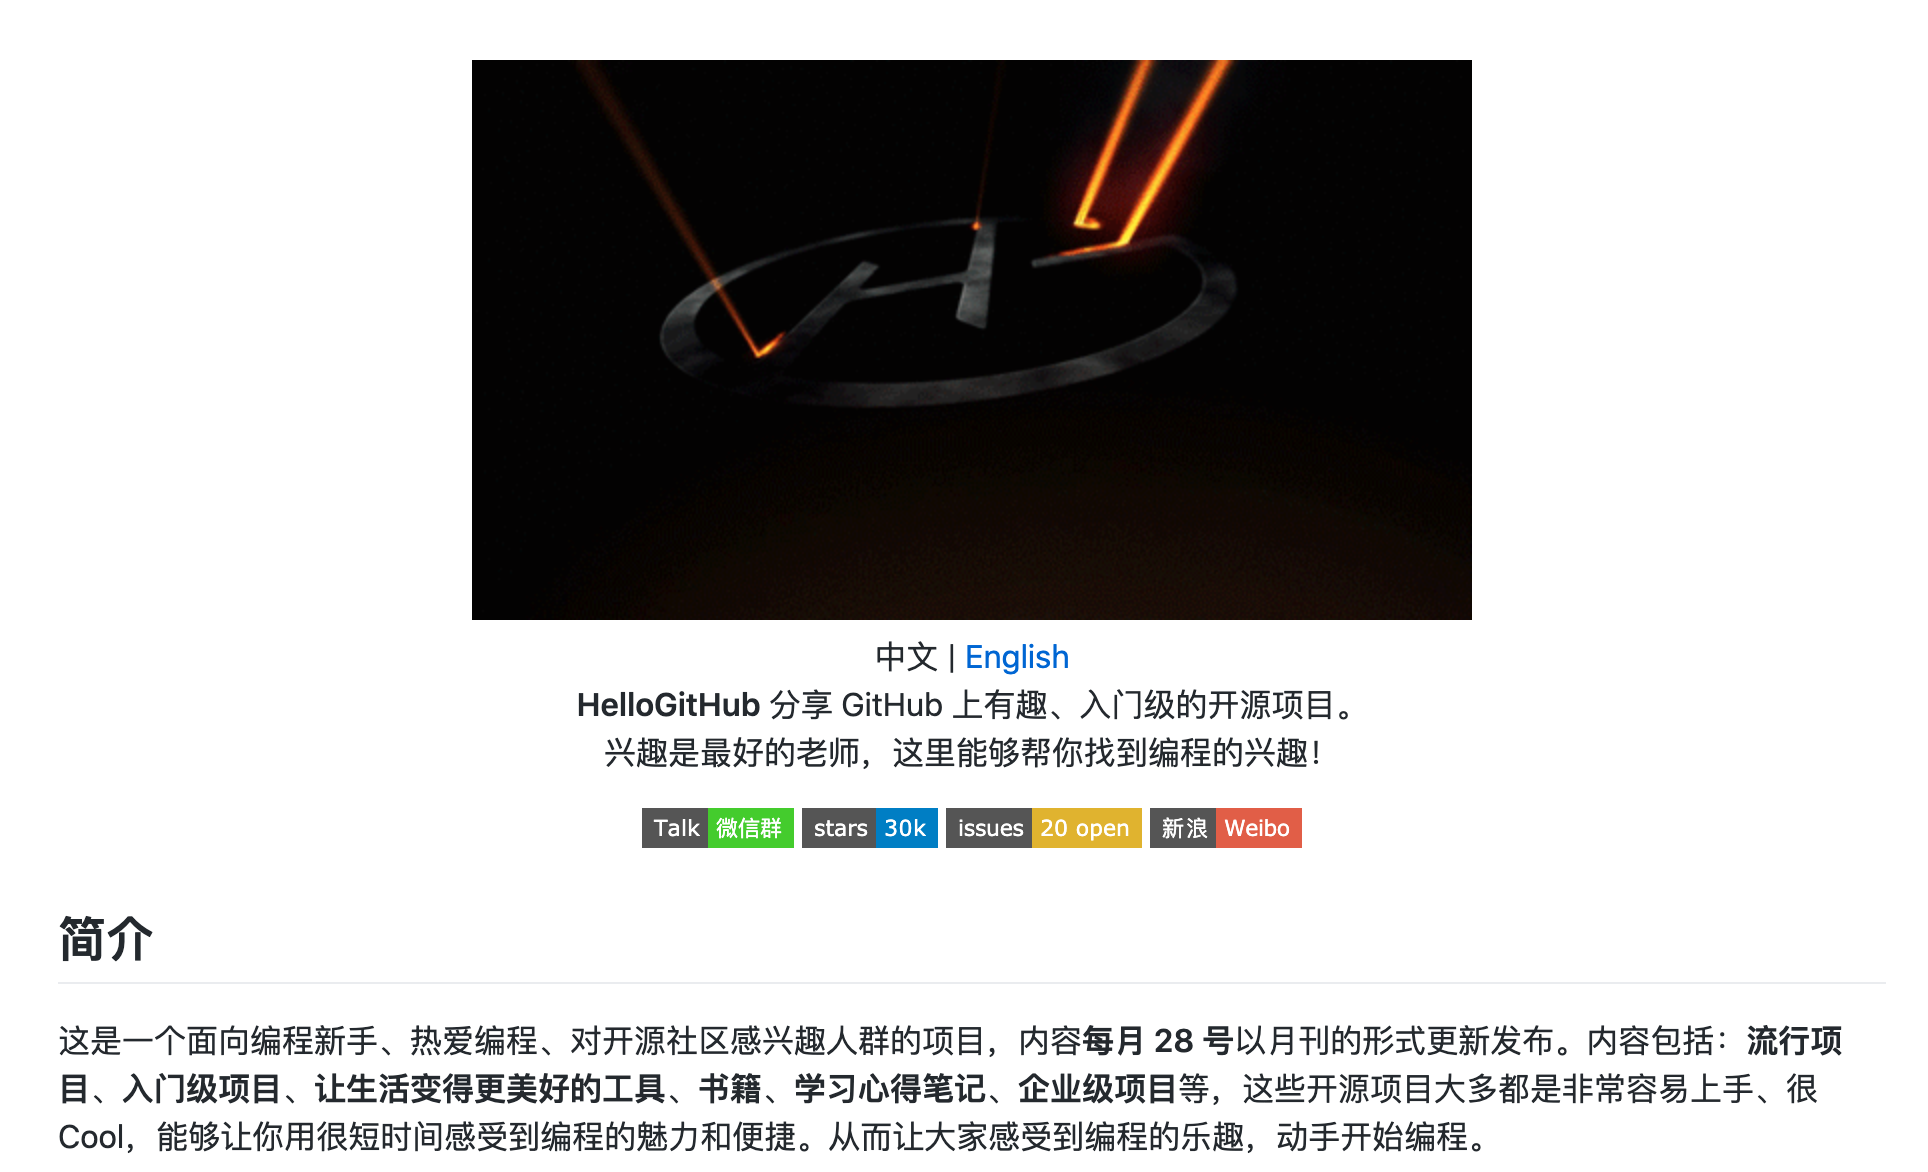 中文 | English
HelloGitHub 分享 GitHub 上有趣、入门级的开源项目。
兴趣是最好的老师，这里能够帮你找到编程的兴趣！
Talk 微信群 stars 30k issues 20 open 新浪 Weibo
简介
这是一个面向编程新手、热爱编程、对开源社区感兴趣人群的项目，内容每月 28 号以月刊的形式更新发布。内容包括：流行项
目、入门级项目、让生活变得更美好的工具、书籍、学习心得笔记、企业级项目等，这些开源项目大多都是非常容易上手、很
Cool，能够让你用很短时间感受到编程的魅力和便捷。从而让大家感受到编程的乐趣，动手开始编程。